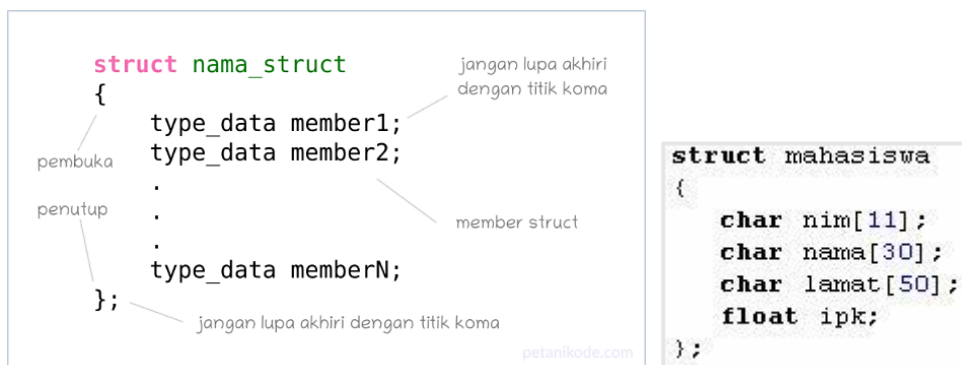 struct nama_struct
{
type_data member1;
type_data member2;
.
.
.
type_data memberN;
};
jangan lupa akhiri
dengan titik koma
pembuka
penutup
member struct
jangan lupa akhiri dengan titik koma
petanikode.com
struct mahasiswa
{
char nim[11];
char nama[30];
char lamat[50];
float ipk;
};